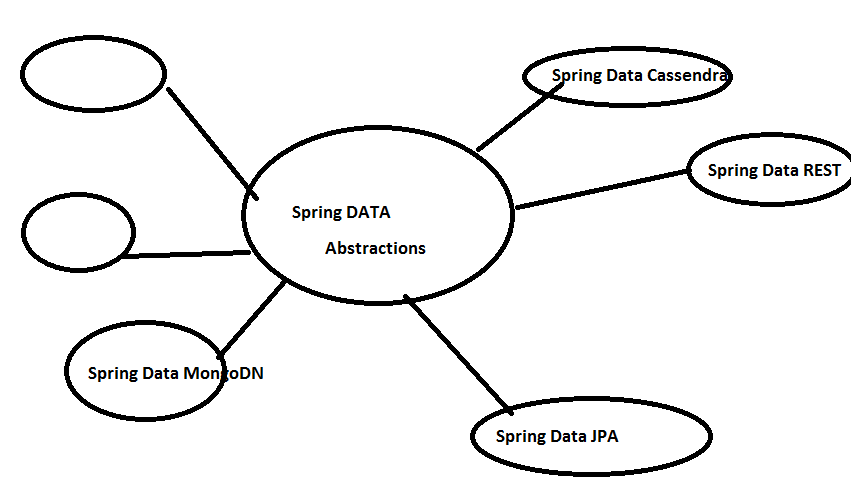 Spring Data Cassendra
Spring Data REST
Spring DATA
Abstractions
Spring Data MongoDN
Spring Data JPA